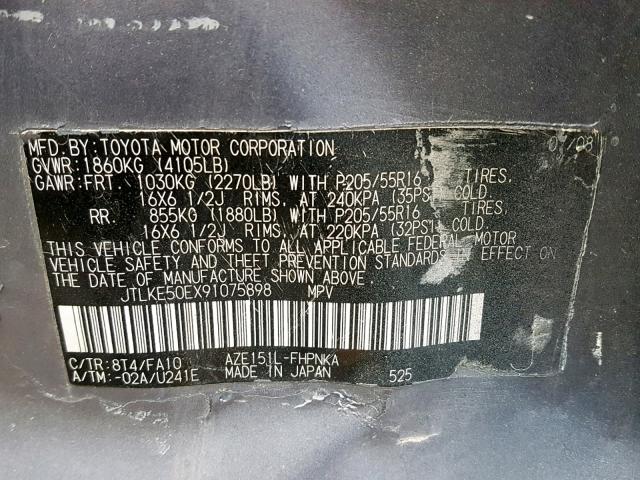 MFD.BY:TOYOTA MOTOR CORPORATION /08
GVWR:1860KG (4105LB)
GAWR:FRT. 1030KG (2270LB) WITH P205/55R16 TIRES,
16X6 1/2J RIMS, AT 240KPA (35PSI COLD
RR. 855KG (1880LB) WITH P205/55R16 TIRES,
16X6 1/2J RIMS, AT 220KPA (32PSI COLD.
THIS VEHICLE CONFORMS TO ALL APPLICABLE FEDERAL MOTOR
VEHICLE SAFETY AND THEFT PREVENTION STANDARDS IN EFFECT ON
THE DATE OF MANUFACTURE SHOWN ABOVE.
JTLKE50EX91075898 MPV
C/TR:8T4/FA10 AZE151L-FHPNKA
A/TM:-02A/U241E MADE IN JAPAN 525